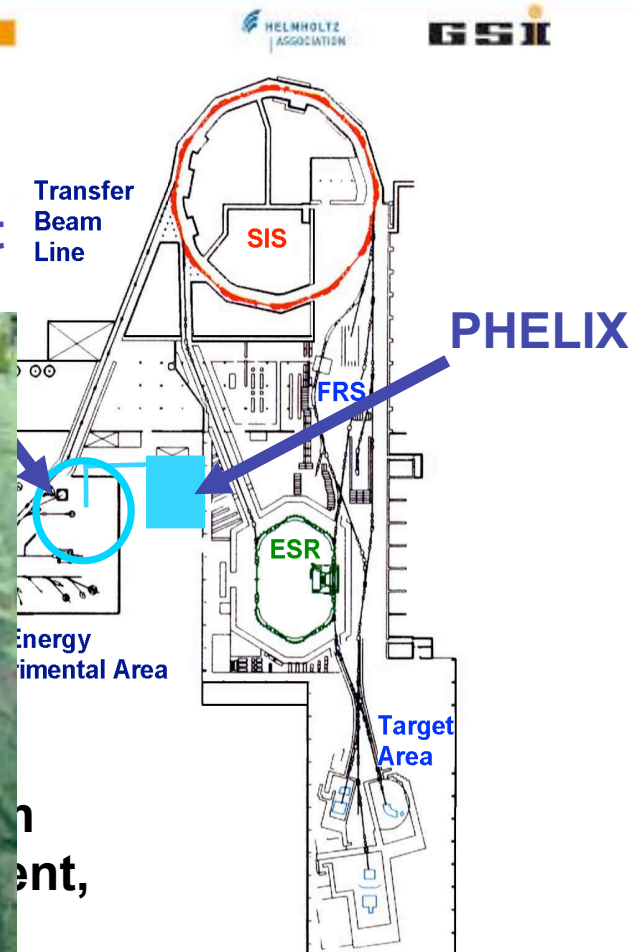 HELMHOLTZ
ASSOCIATION
GSI
Transfer
Beam
Line
SIS
PHELIX
FRS
ESR
Energy
rimental Area
Target
Area
ent,